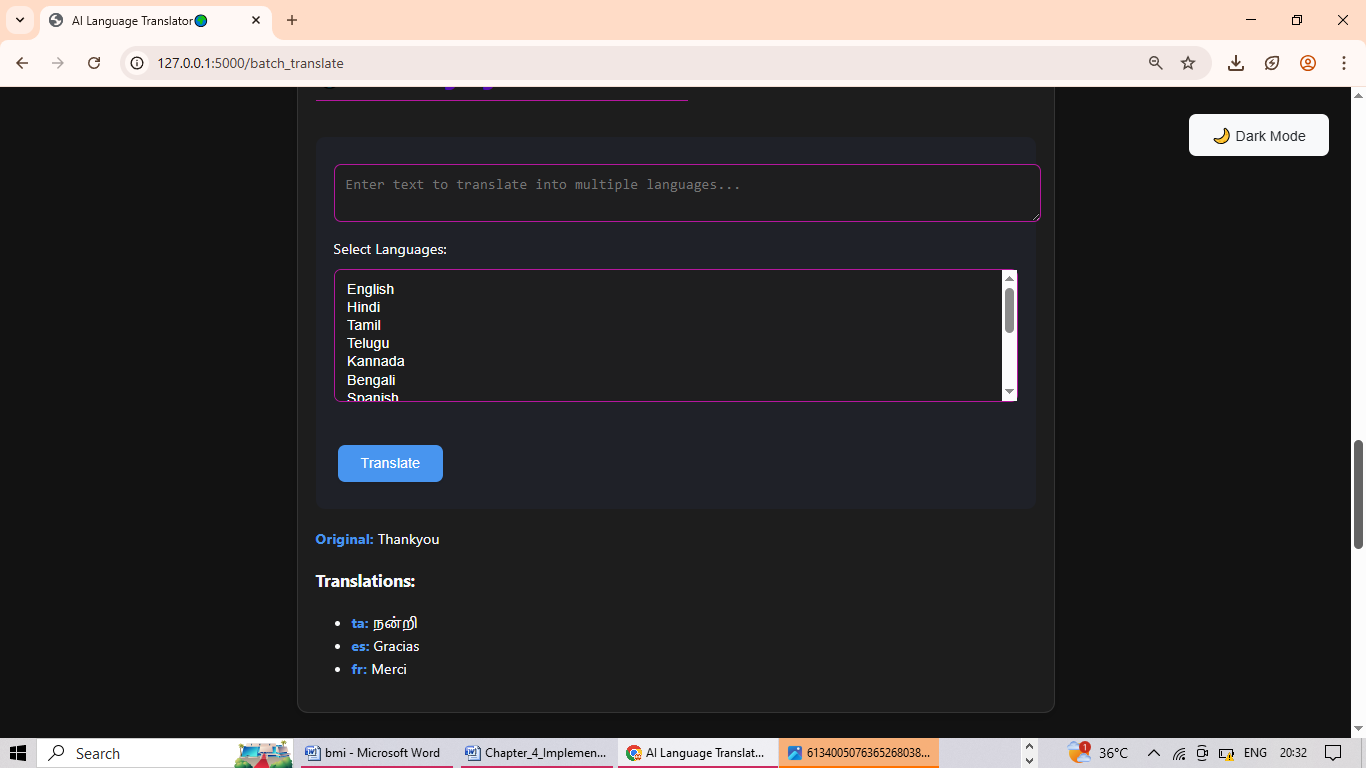 AI Language Translator
127.0.0.1:5000/batch_translate
Dark Mode
Enter text to translate into multiple languages...
Select Languages:
English
Hindi
Tamil
Telugu
Kannada
Bengali
Spanish
Translate
Original: Thankyou
Translations:
ta: நன்றி
es: Gracias
fr: Merci
Search
bmi - Microsoft Word
Chapter_4_Implemen...
AI Language Translat...
6134005076365268038...
1
36°C
ENG
20:32